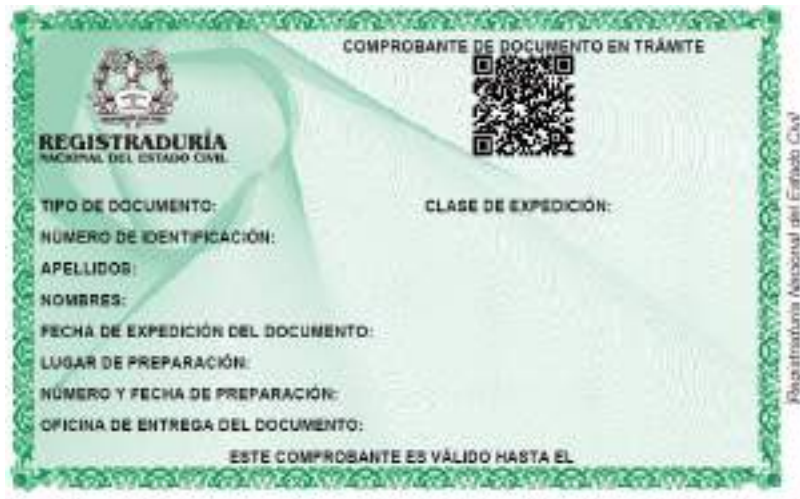 COMPROBANTE DE DOCUMENTO EN TRÁMITE
REGISTRADURÍA
NACIONAL DEL ESTADO CIVIL
TIPO DE DOCUMENTO:
CLASE DE EXPEDICIÓN:
NÚMERO DE IDENTIFICACIÓN:
APELLIDOS:
NOMBRES:
FECHA DE EXPEDICIÓN DEL DOCUMENTO:
LUGAR DE PREPARACIÓN:
NÚMERO Y FECHA DE PREPARACIÓN:
OFICINA DE ENTREGA DEL DOCUMENTO:
ESTE COMPROBANTE ES VÁLIDO HASTA EL
Registraduría Nacional del Estado Civil